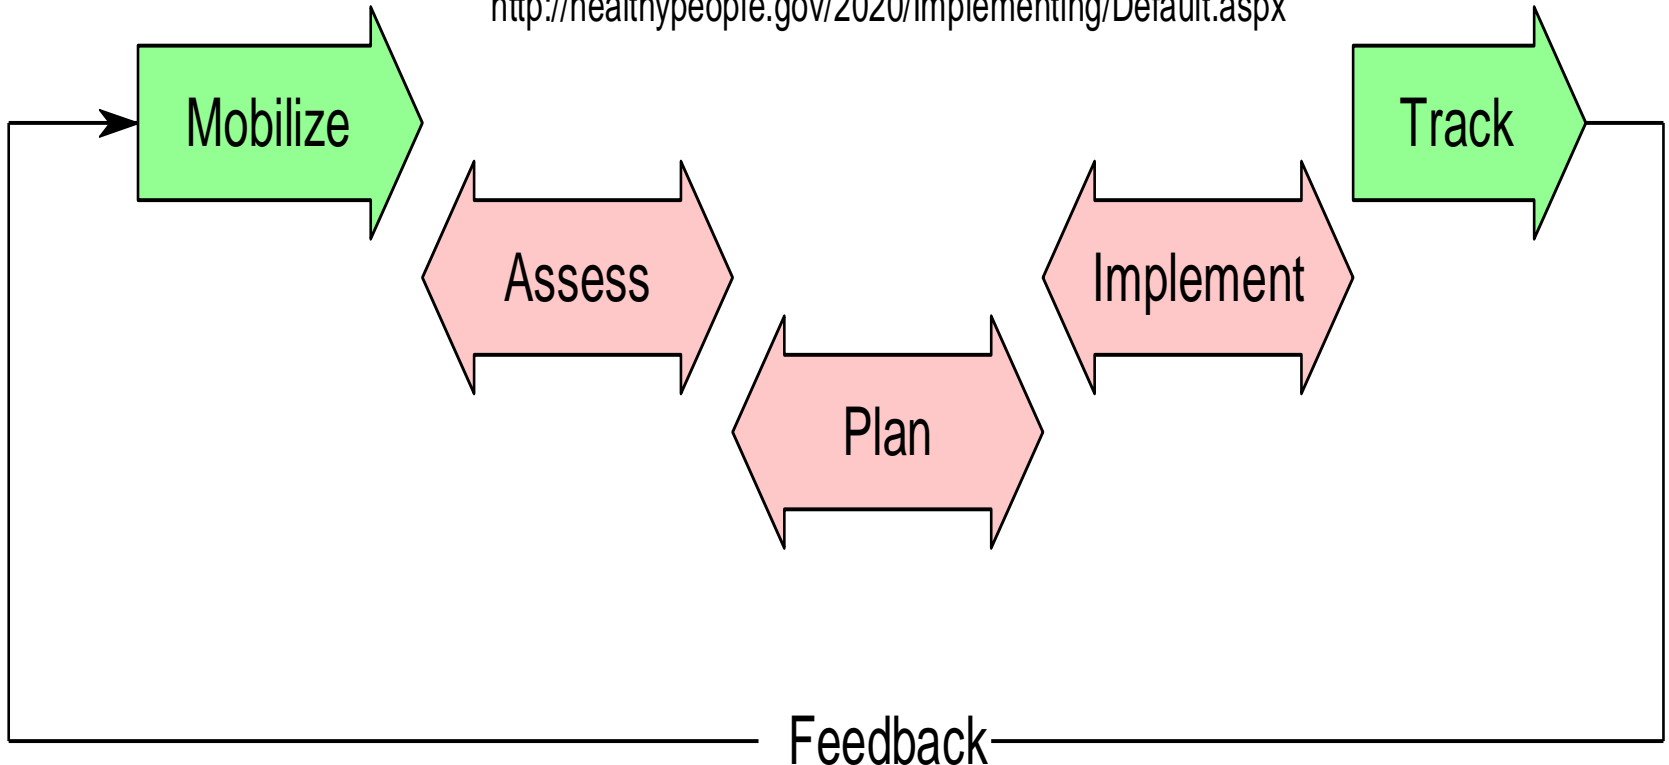 http://healthypeople.gov/2020/implementing/Default.aspx
Mobilize
Track
Assess
Implement
Plan
Feedback